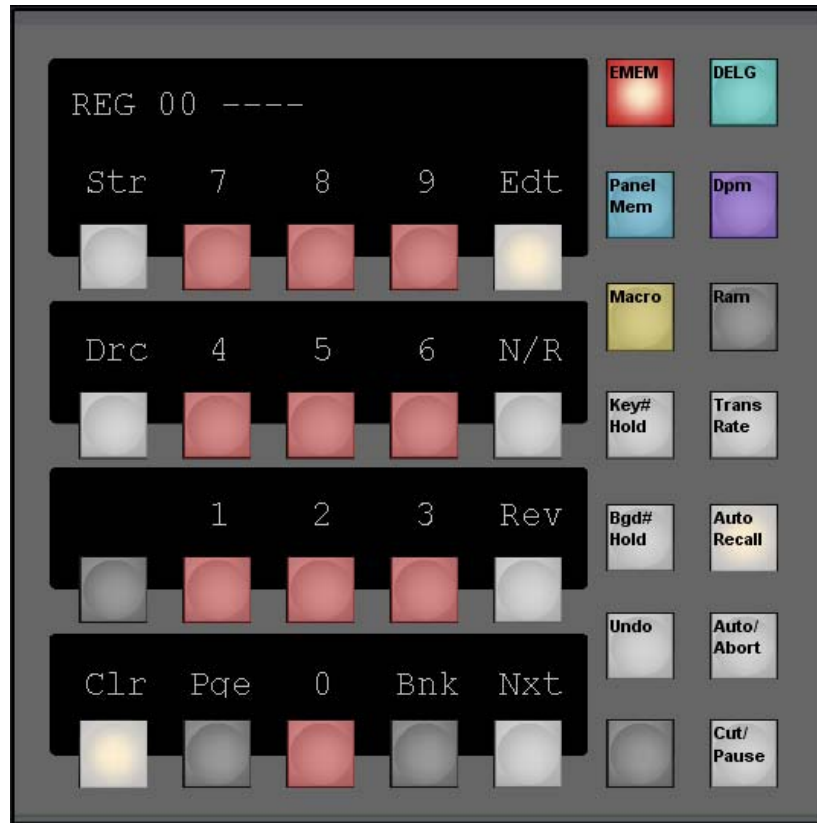 REG 00 ----
Str 7 8 9 Edt
Drc 4 5 6 N/R
1 2 3 Rev
Clr Pge 0 Bnk Nxt
EMEM DELG
Panel Dpm
Mem
Macro Ram
Key# Trans
Hold Rate
Bgd# Auto
Hold Recall
Undo Auto/
Abort
Cut/
Pause